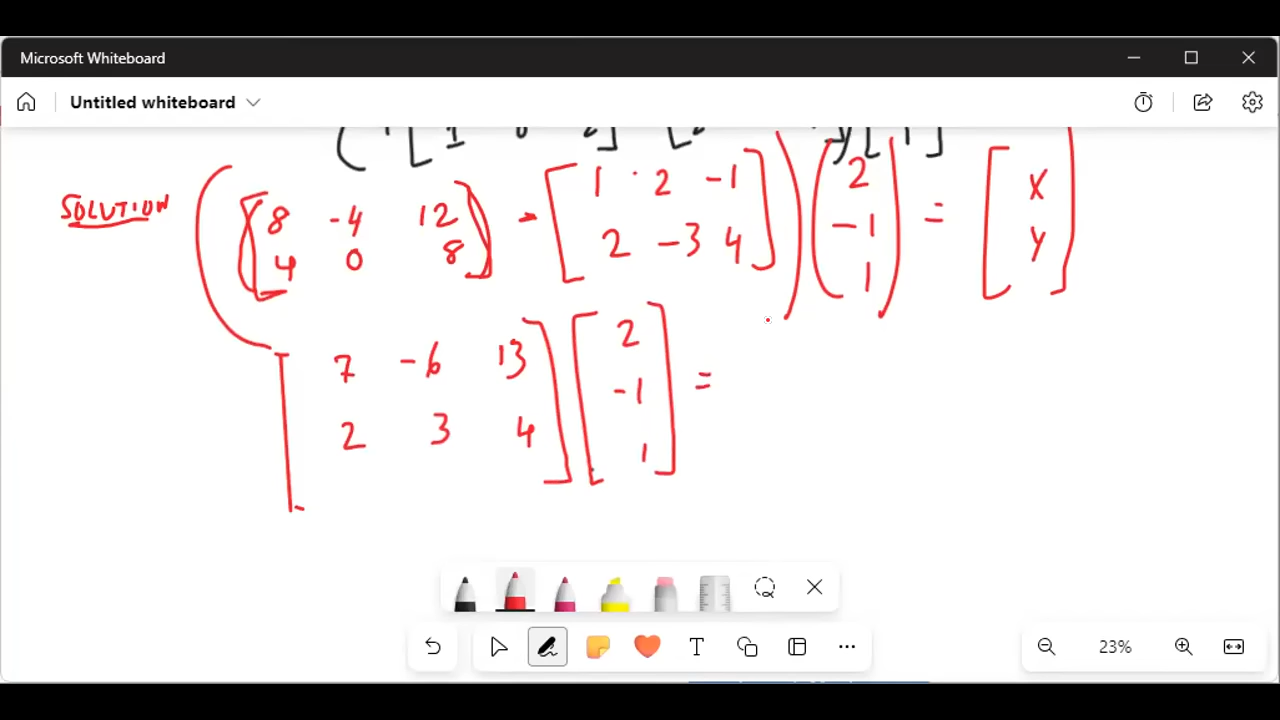 Microsoft Whiteboard
Untitled whiteboard
SOLUTION
[8 -4 12 - [1 2 -1 (2 = [X
4 0 8] 2 -3 4]) -1 Y]
1)
[7 -6 13 [2
2 3 4] -1 =
1]
T
23%